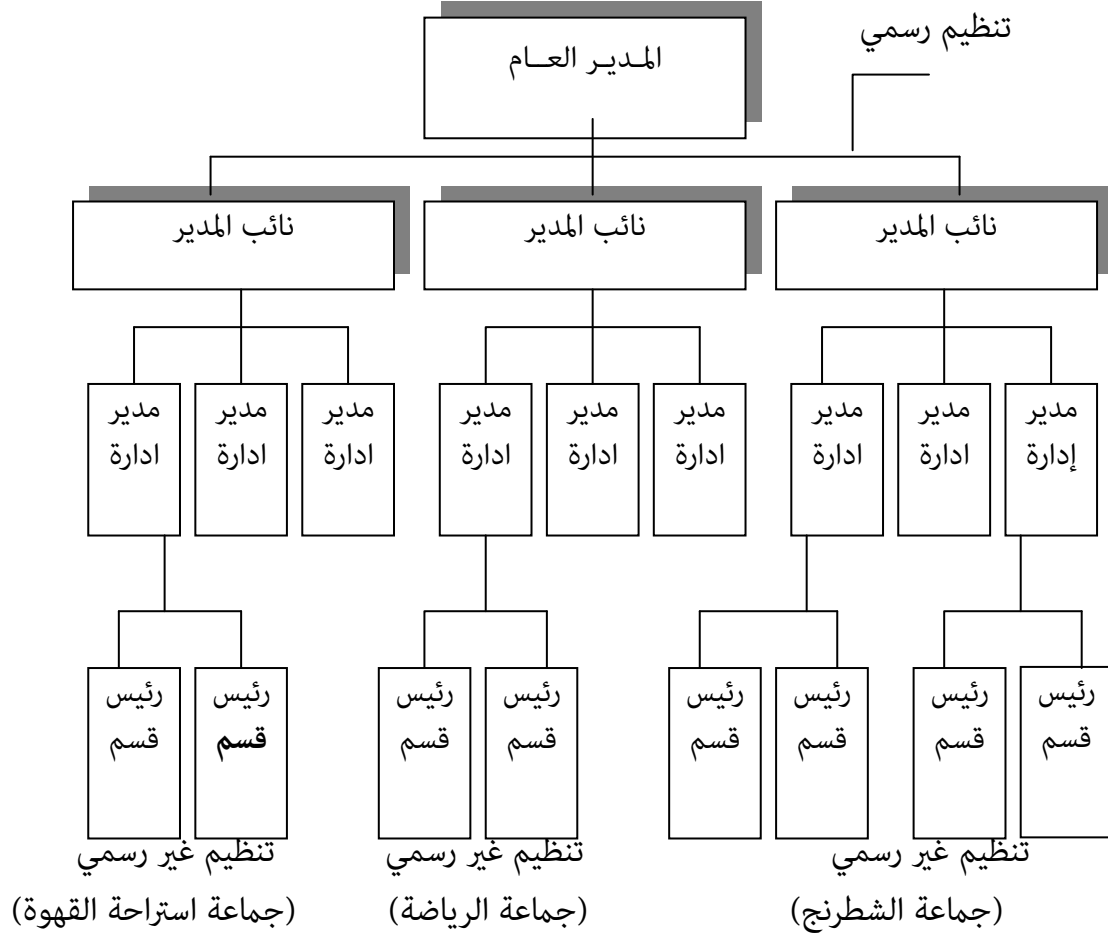 تنظيم رسمي
المـديـر العــام
نائب المدير
نائب المدير
نائب المدير
مدير
إدارة
مدير
ادارة
مدير
ادارة
مدير
ادارة
مدير
ادارة
مدير
ادارة
مدير
ادارة
مدير
ادارة
مدير
ادارة
رئيس
قسم
رئيس
قسم
رئيس
قسم
رئيس
قسم
رئيس
قسم
رئيس
قسم
رئيس
قسم
رئيس
قسم
تنظيم غير رسمي
(جماعة الشطرنج)
تنظيم غير رسمي
(جماعة الرياضة)
تنظيم غير رسمي
(جماعة استراحة القهوة)